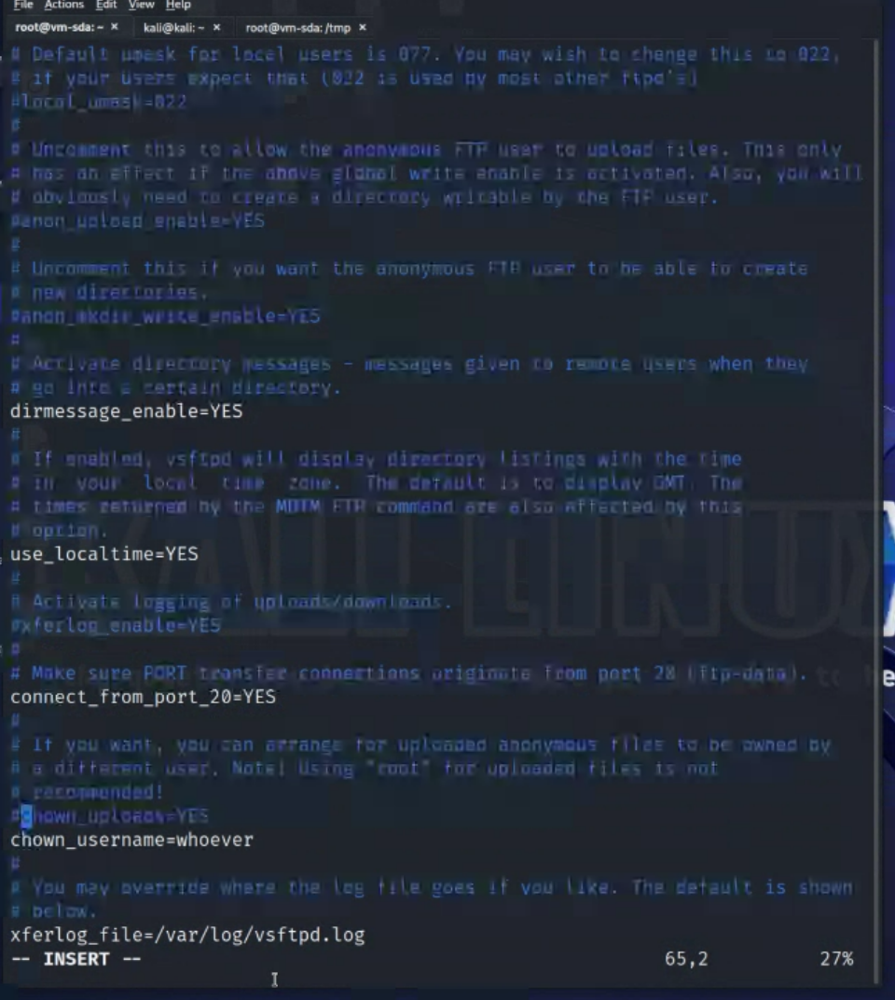 File Actions Edit View Help
root@vm-sda: ~ × kali@kali: ~ × root@vm-sda: /tmp ×
# Default umask for local users is 077. You may wish to change this to 022,
# if your users expect that (022 is used by most other ftpd's)
#local_umask=022
#
# Uncomment this to allow the anonymous FTP user to upload files. This only
# has an effect if the above global write enable is activated. Also, you will
# obviously need to create a directory writable by the FTP user.
#anon_upload_enable=YES
#
# Uncomment this if you want the anonymous FTP user to be able to create
# new directories.
#anon_mkdir_write_enable=YES
#
# Activate directory messages - messages given to remote users when they
# go into a certain directory.
dirmessage_enable=YES
#
# If enabled, vsftpd will display directory listings with the time
# in your local time zone. The default is to display GMT. The
# times returned by the MDTM FTP command are also affected by this
# option.
use_localtime=YES
#
# Activate logging of uploads/downloads.
#xferlog_enable=YES
#
# Make sure PORT transfer connections originate from port 20 (ftp-data).
connect_from_port_20=YES
#
# If you want, you can arrange for uploaded anonymous files to be owned by
# a different user. Note! Using "root" for uploaded files is not
# recommended!
#chown_uploads=YES
chown_username=whoever
#
# You may override where the log file goes if you like. The default is shown
# below.
xferlog_file=/var/log/vsftpd.log
-- INSERT -- 65,2 27%
KALI LINUX